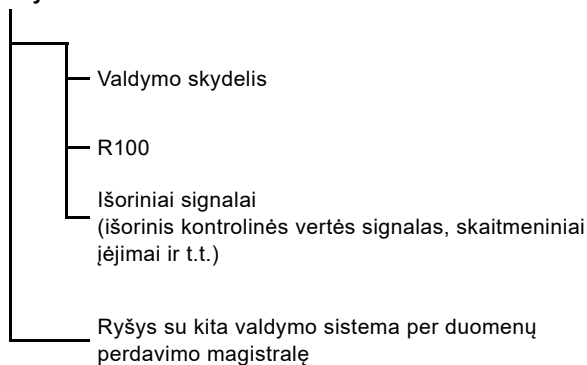 Valdymo skydelis
R100
Išoriniai signalai
(išorinis kontrolinės vertės signalas, skaitmeniniai
įėjimai ir t.t.)
Ryšys su kita valdymo sistema per duomenų
perdavimo magistralę